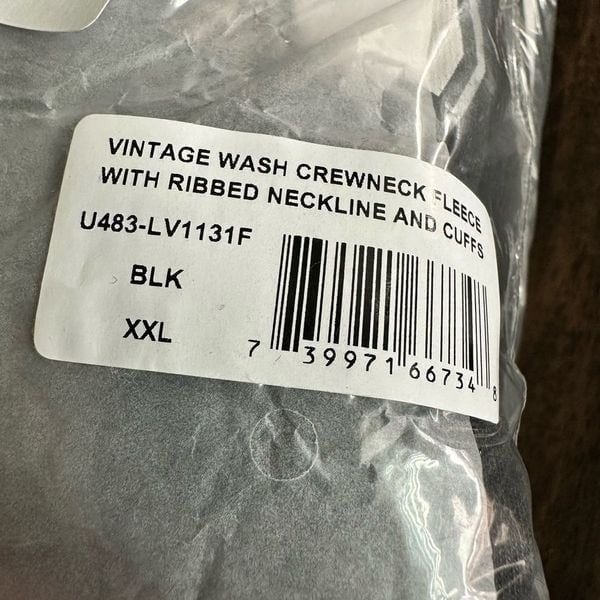 VINTAGE WASH CREWNECK FLEECE
WITH RIBBED NECKLINE AND CUFFS
U483-LV1131F
BLK
XXL
7 39971 66734 8